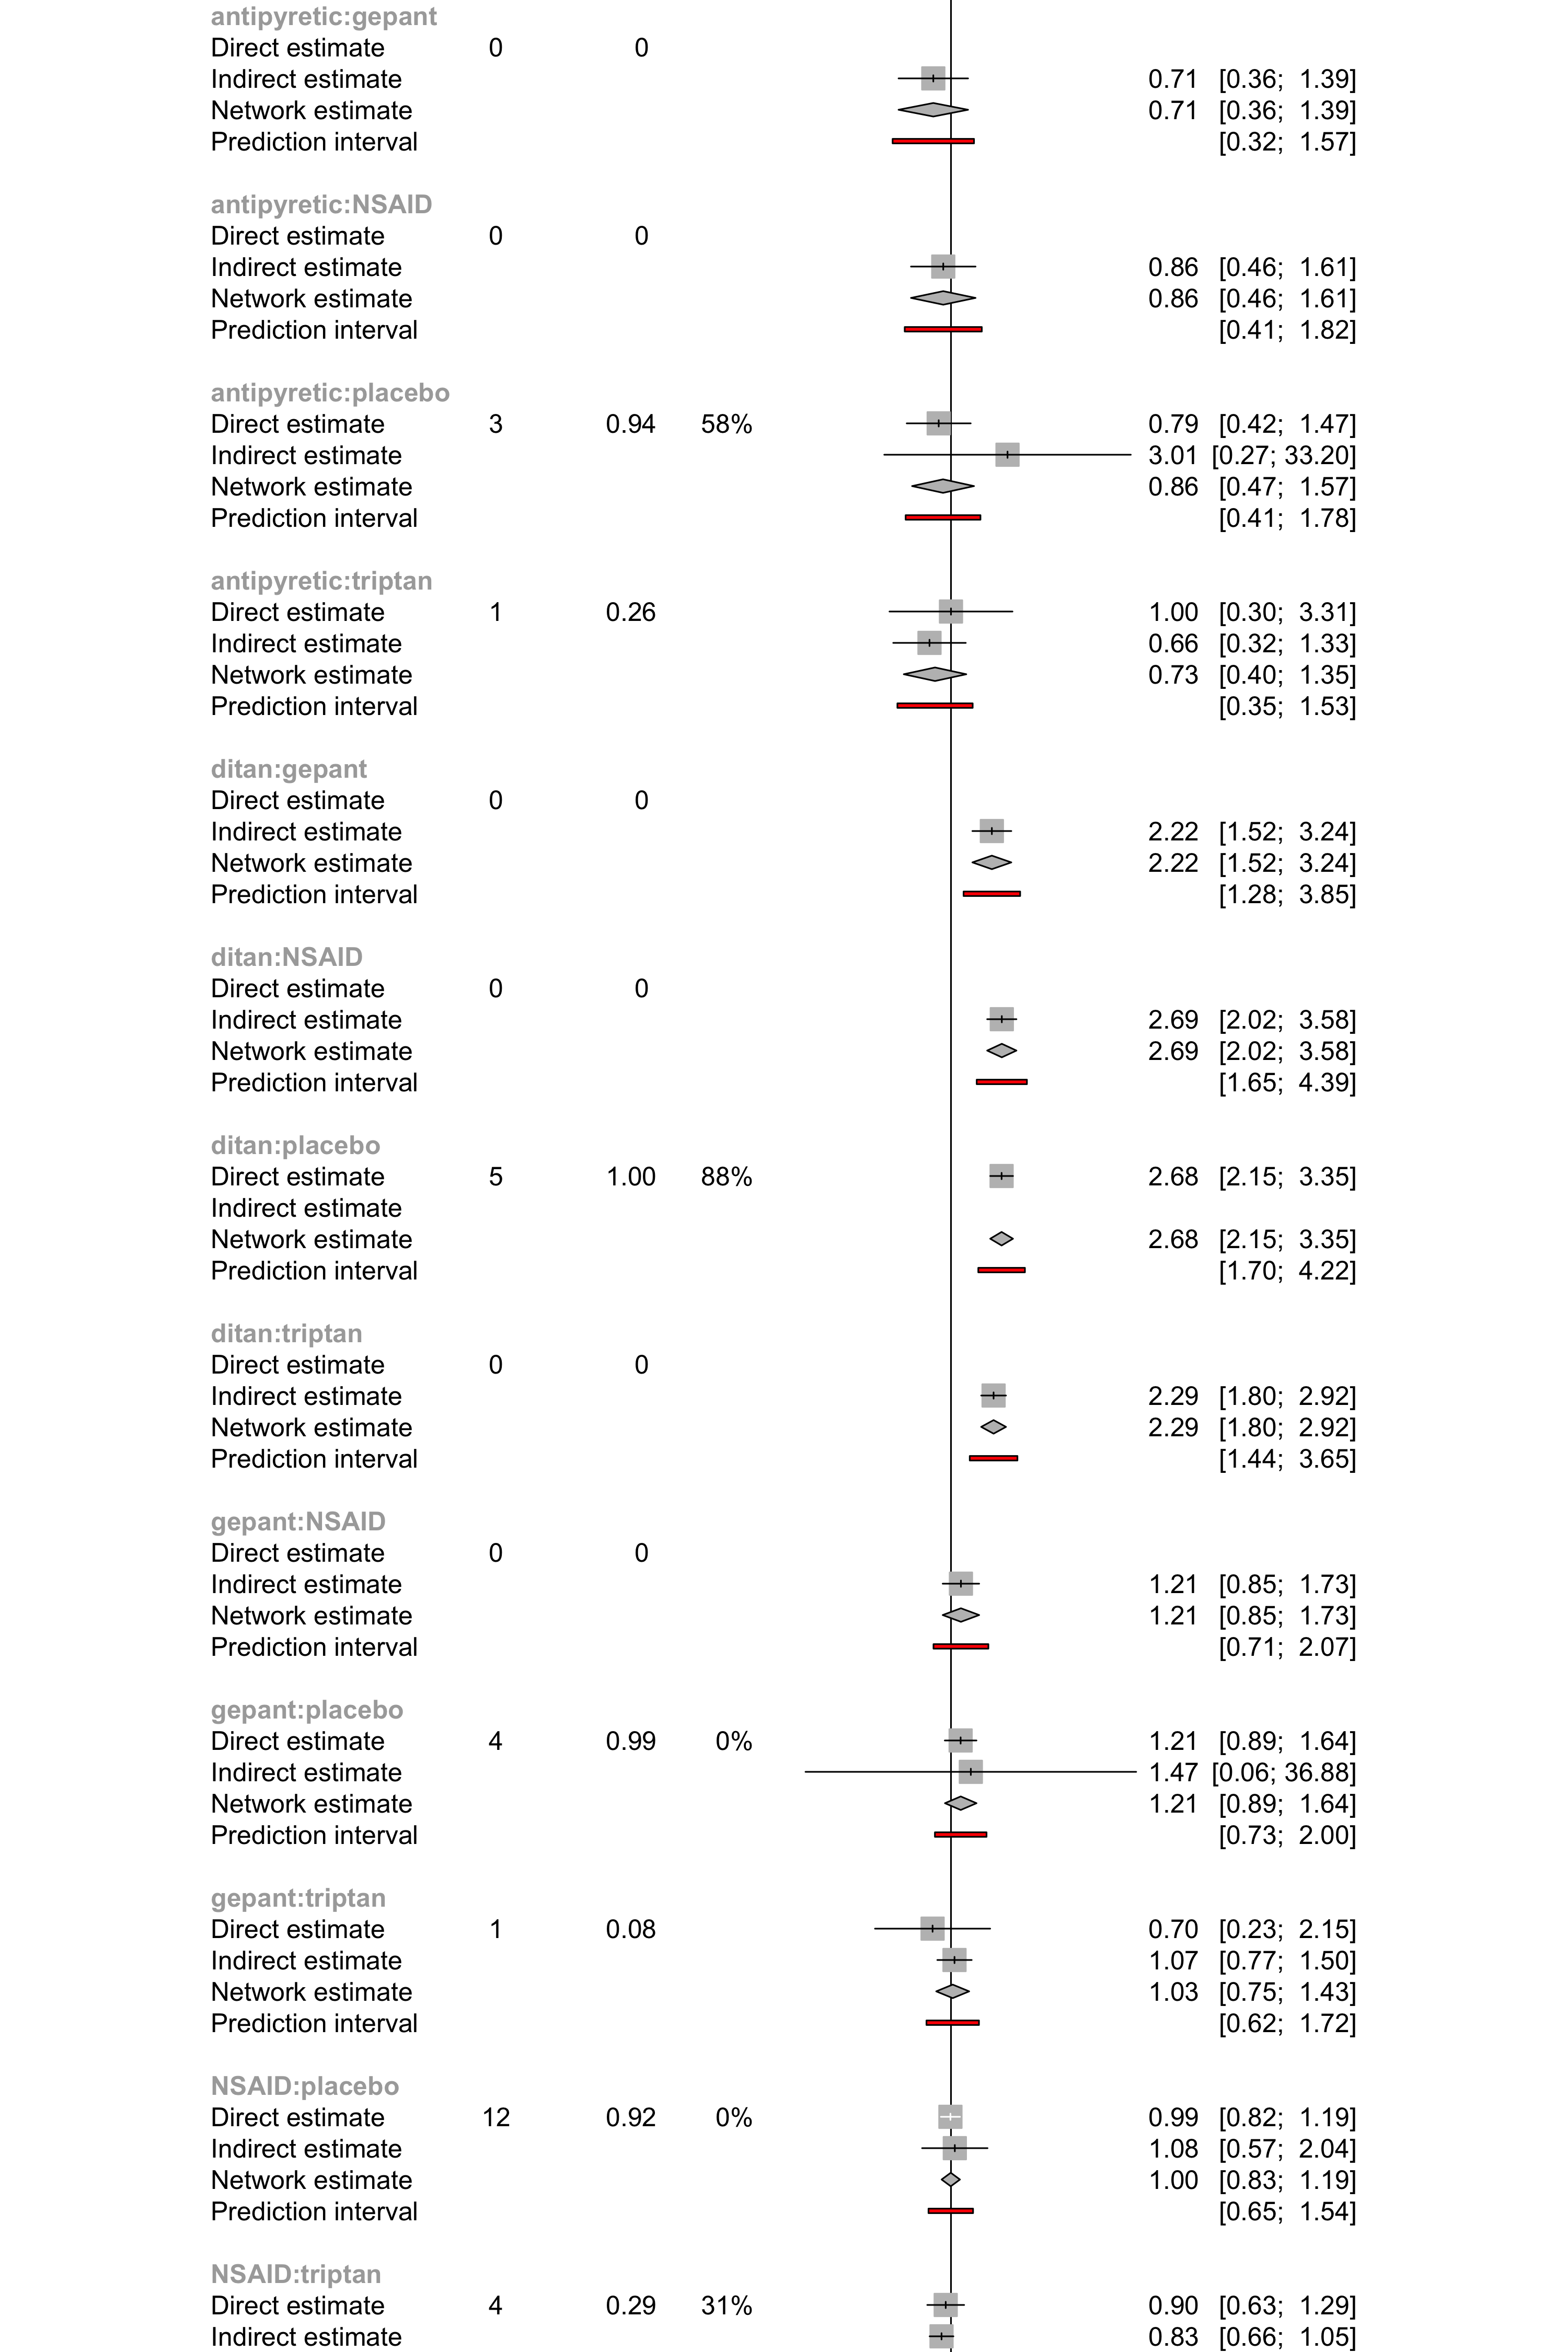 antipyretic:gepant
Direct estimate 0 0
Indirect estimate 0.71 [0.36; 1.39]
Network estimate 0.71 [0.36; 1.39]
Prediction interval [0.32; 1.57]
antipyretic:NSAID
Direct estimate 0 0
Indirect estimate 0.86 [0.46; 1.61]
Network estimate 0.86 [0.46; 1.61]
Prediction interval [0.41; 1.82]
antipyretic:placebo
Direct estimate 3 0.94 58% 0.79 [0.42; 1.47]
Indirect estimate 3.01 [0.27; 33.20]
Network estimate 0.86 [0.47; 1.57]
Prediction interval [0.41; 1.78]
antipyretic:triptan
Direct estimate 1 0.26 1.00 [0.30; 3.31]
Indirect estimate 0.66 [0.32; 1.33]
Network estimate 0.73 [0.40; 1.35]
Prediction interval [0.35; 1.53]
ditan:gepant
Direct estimate 0 0
Indirect estimate 2.22 [1.52; 3.24]
Network estimate 2.22 [1.52; 3.24]
Prediction interval [1.28; 3.85]
ditan:NSAID
Direct estimate 0 0
Indirect estimate 2.69 [2.02; 3.58]
Network estimate 2.69 [2.02; 3.58]
Prediction interval [1.65; 4.39]
ditan:placebo
Direct estimate 5 1.00 88% 2.68 [2.15; 3.35]
Indirect estimate
Network estimate 2.68 [2.15; 3.35]
Prediction interval [1.70; 4.22]
ditan:triptan
Direct estimate 0 0
Indirect estimate 2.29 [1.80; 2.92]
Network estimate 2.29 [1.80; 2.92]
Prediction interval [1.44; 3.65]
gepant:NSAID
Direct estimate 0 0
Indirect estimate 1.21 [0.85; 1.73]
Network estimate 1.21 [0.85; 1.73]
Prediction interval [0.71; 2.07]
gepant:placebo
Direct estimate 4 0.99 0% 1.21 [0.89; 1.64]
Indirect estimate 1.47 [0.06; 36.88]
Network estimate 1.21 [0.89; 1.64]
Prediction interval [0.73; 2.00]
gepant:triptan
Direct estimate 1 0.08 0.70 [0.23; 2.15]
Indirect estimate 1.07 [0.77; 1.50]
Network estimate 1.03 [0.75; 1.43]
Prediction interval [0.62; 1.72]
NSAID:placebo
Direct estimate 12 0.92 0% 0.99 [0.82; 1.19]
Indirect estimate 1.08 [0.57; 2.04]
Network estimate 1.00 [0.83; 1.19]
Prediction interval [0.65; 1.54]
NSAID:triptan
Direct estimate 4 0.29 31% 0.90 [0.63; 1.29]
Indirect estimate 0.83 [0.66; 1.05]